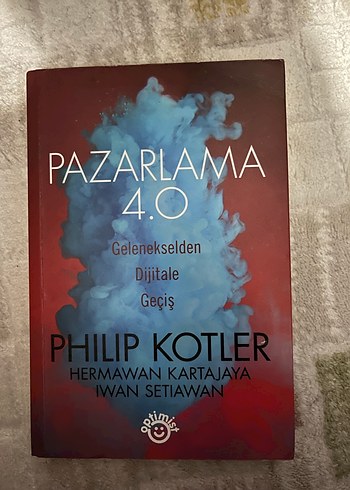 PAZARLAMA
4.0
Gelenekselden
Dijitale
Geçiş
PHILIP KOTLER
HERMAWAN KARTAJAYA
IWAN SETIAWAN
optimist